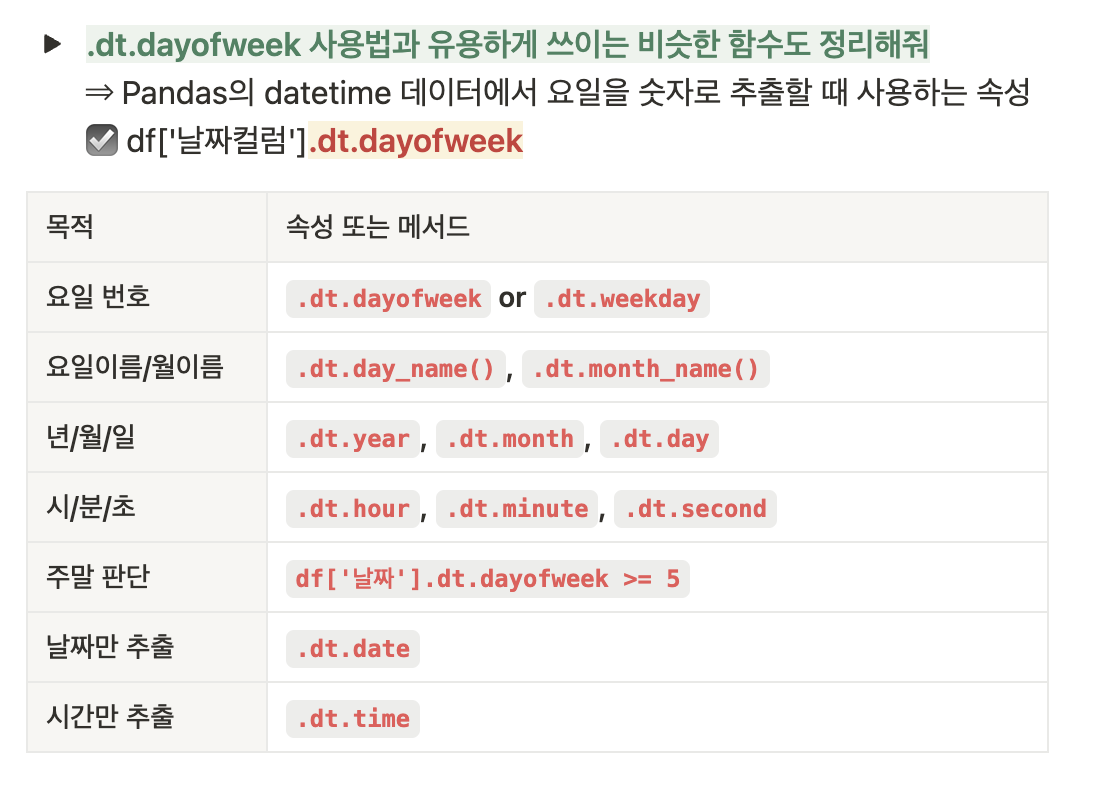 .dt.dayofweek 사용법과 유용하게 쓰이는 비슷한 함수도 정리해줘
⇒ Pandas의 datetime 데이터에서 요일을 숫자로 추출할 때 사용하는 속성
☑ df['날짜컬럼'].dt.dayofweek
목적 속성 또는 메서드
요일 번호 .dt.dayofweek or .dt.weekday
요일이름/월이름 .dt.day_name() , .dt.month_name()
년/월/일 .dt.year , .dt.month , .dt.day
시/분/초 .dt.hour , .dt.minute , .dt.second
주말 판단 df['날짜'].dt.dayofweek >= 5
날짜만 추출 .dt.date
시간만 추출 .dt.time